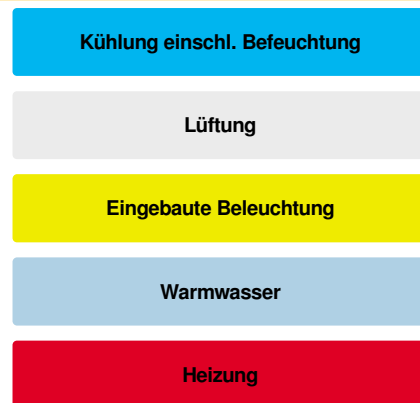 Kühlung einschl. Befeuchtung
Lüftung
Eingebaute Beleuchtung
Warmwasser
Heizung